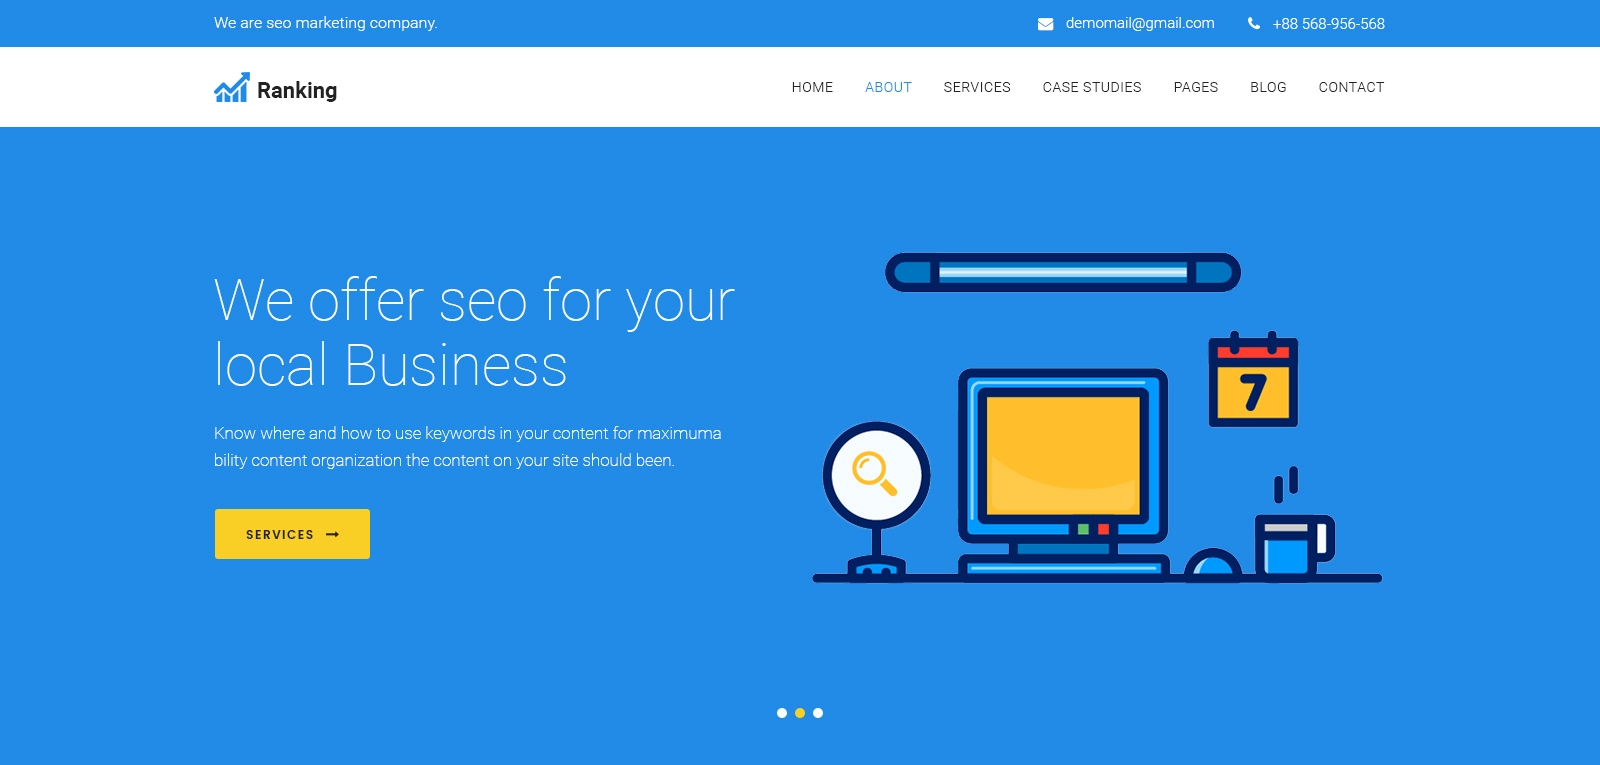 We are seo marketing company.
demomail@gmail.com
+88 568-956-568
Ranking
HOME ABOUT SERVICES CASE STUDIES PAGES BLOG CONTACT
We offer seo for your
local Business
Know where and how to use keywords in your content for maximuma
bility content organization the content on your site should been.
SERVICES
7